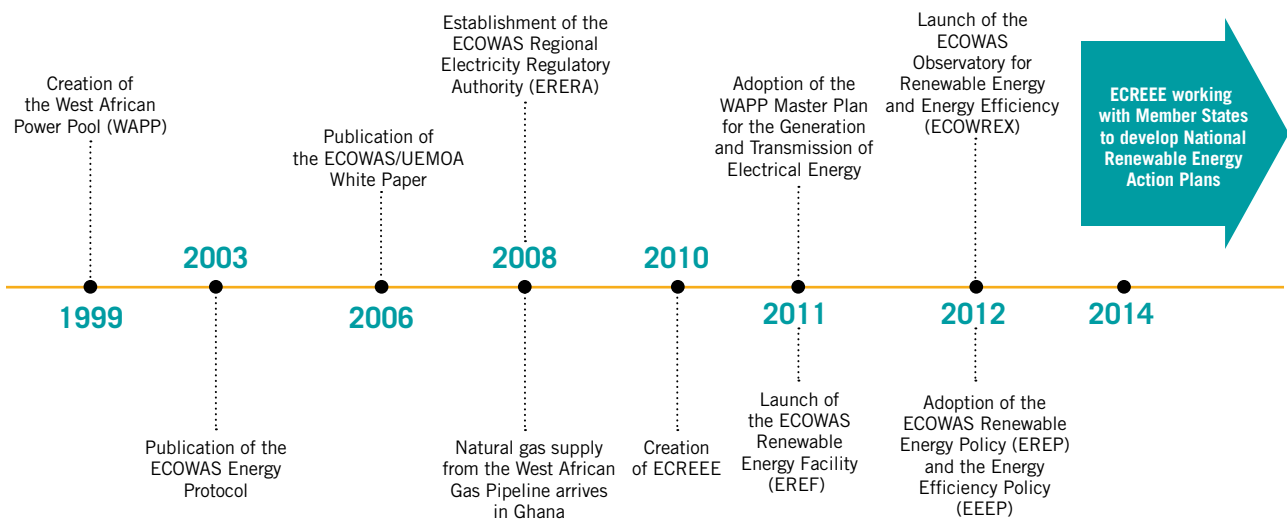 Creation of
the West African
Power Pool (WAPP)
1999
2003
Publication of the
ECOWAS Energy
Protocol
Publication of
the ECOWAS/UEMOA
White Paper
2006
Establishment of the
ECOWAS Regional
Electricity Regulatory
Authority (ERERA)
2008
Natural gas supply
from the West African
Gas Pipeline arrives
in Ghana
2010
Creation
of ECREEE
Adoption of the
WAPP Master Plan
for the Generation
and Transmission of
Electrical Energy
2011
Launch of
the ECOWAS
Renewable
Energy Facility
(EREF)
Launch of the
ECOWAS
Observatory for
Renewable Energy
and Energy Efficiency
(ECOWREX)
2012
Adoption of the
ECOWAS Renewable
Energy Policy (EREP)
and the Energy
Efficiency Policy
(EEEP)
ECREEE working
with Member States
to develop National
Renewable Energy
Action Plans
2014